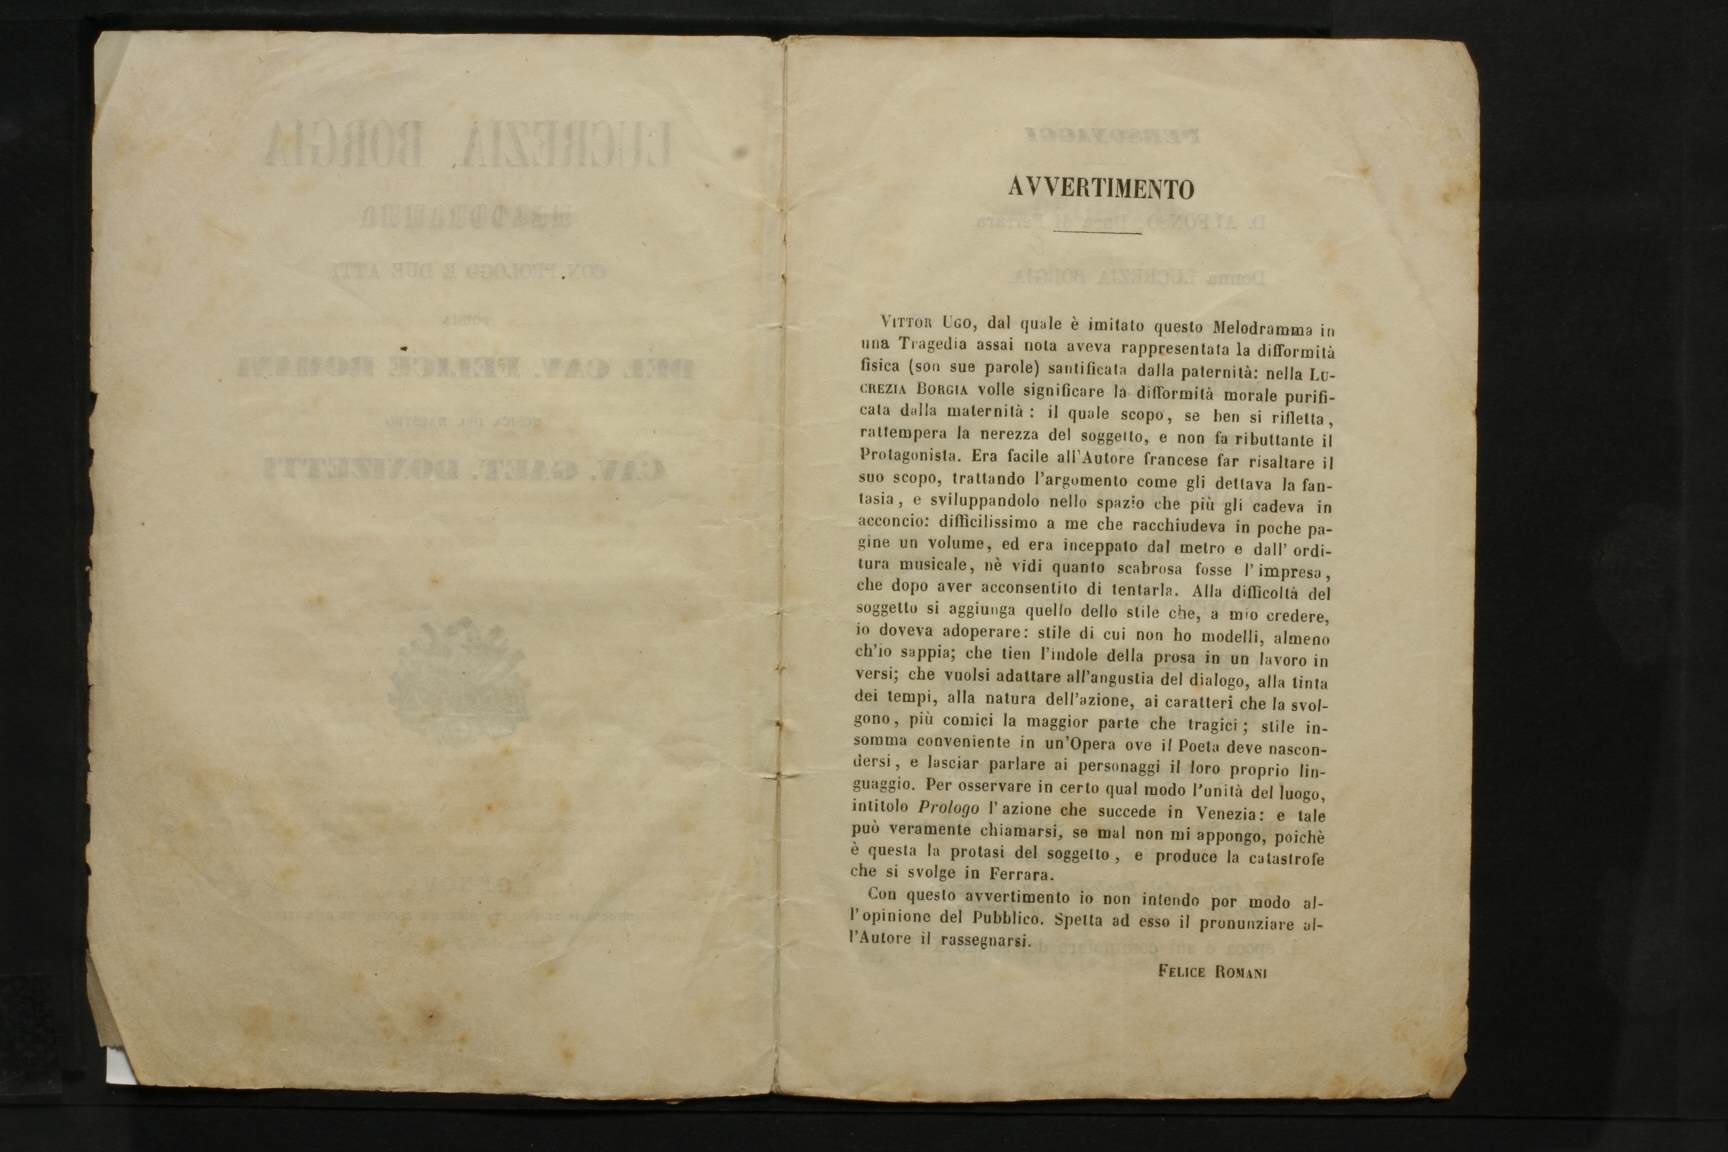 AVVERTIMENTO
VITTOR UGO, dal quale è imitato questo Melodramma in
una Tragedia assai nota aveva rappresentata la difformità
fisica (son sue parole) santificata dalla paternità: nella LU-
CREZIA BORGIA volle significare la difformità morale purifi-
cata dalla maternità: il quale scopo, se ben si rifletta,
rattempera la nerezza del soggetto, e non fa ributtante il
Protagonista. Era facile all'Autore francese far risaltare il
suo scopo, trattando l'argomento come gli dettava la fan-
tasia, e sviluppandolo nello spazio che più gli cadeva in
acconcio: difficilissimo a me che racchiudeva in poche pa-
gine un volume, ed era inceppato dal metro e dall' ordi-
tura musicale, nè vidi quanto scabrosa fosse l'impresa,
che dopo aver acconsentito di tentarla. Alla difficoltà del
soggetto si aggiunga quello dello stile che, a mio credere,
io doveva adoperare: stile di cui non ho modelli, almeno
ch'io sappia; che tien l'indole della prosa in un lavoro in
versi; che vuolsi adattare all'angustia del dialogo, alla tinta
dei tempi, alla natura dell'azione, ai caratteri che la svol-
gono, più comici la maggior parte che tragici; stile in-
somma conveniente in un'Opera ove il Poeta deve nascon-
dersi, e lasciar parlare ai personaggi il loro proprio lin-
guaggio. Per osservare in certo qual modo l'unità del luogo,
intitolo Prologo l'azione che succede in Venezia: e tale
può veramente chiamarsi, se mal non mi appongo, poichè
è questa la protasi del soggetto, e produce la catastrofe
che si svolge in Ferrara.
Con questo avvertimento io non intendo por modo al-
l'opinione del Pubblico. Spetta ad esso il pronunziare al-
l'Autore il rassegnarsi.
FELICE ROMANI